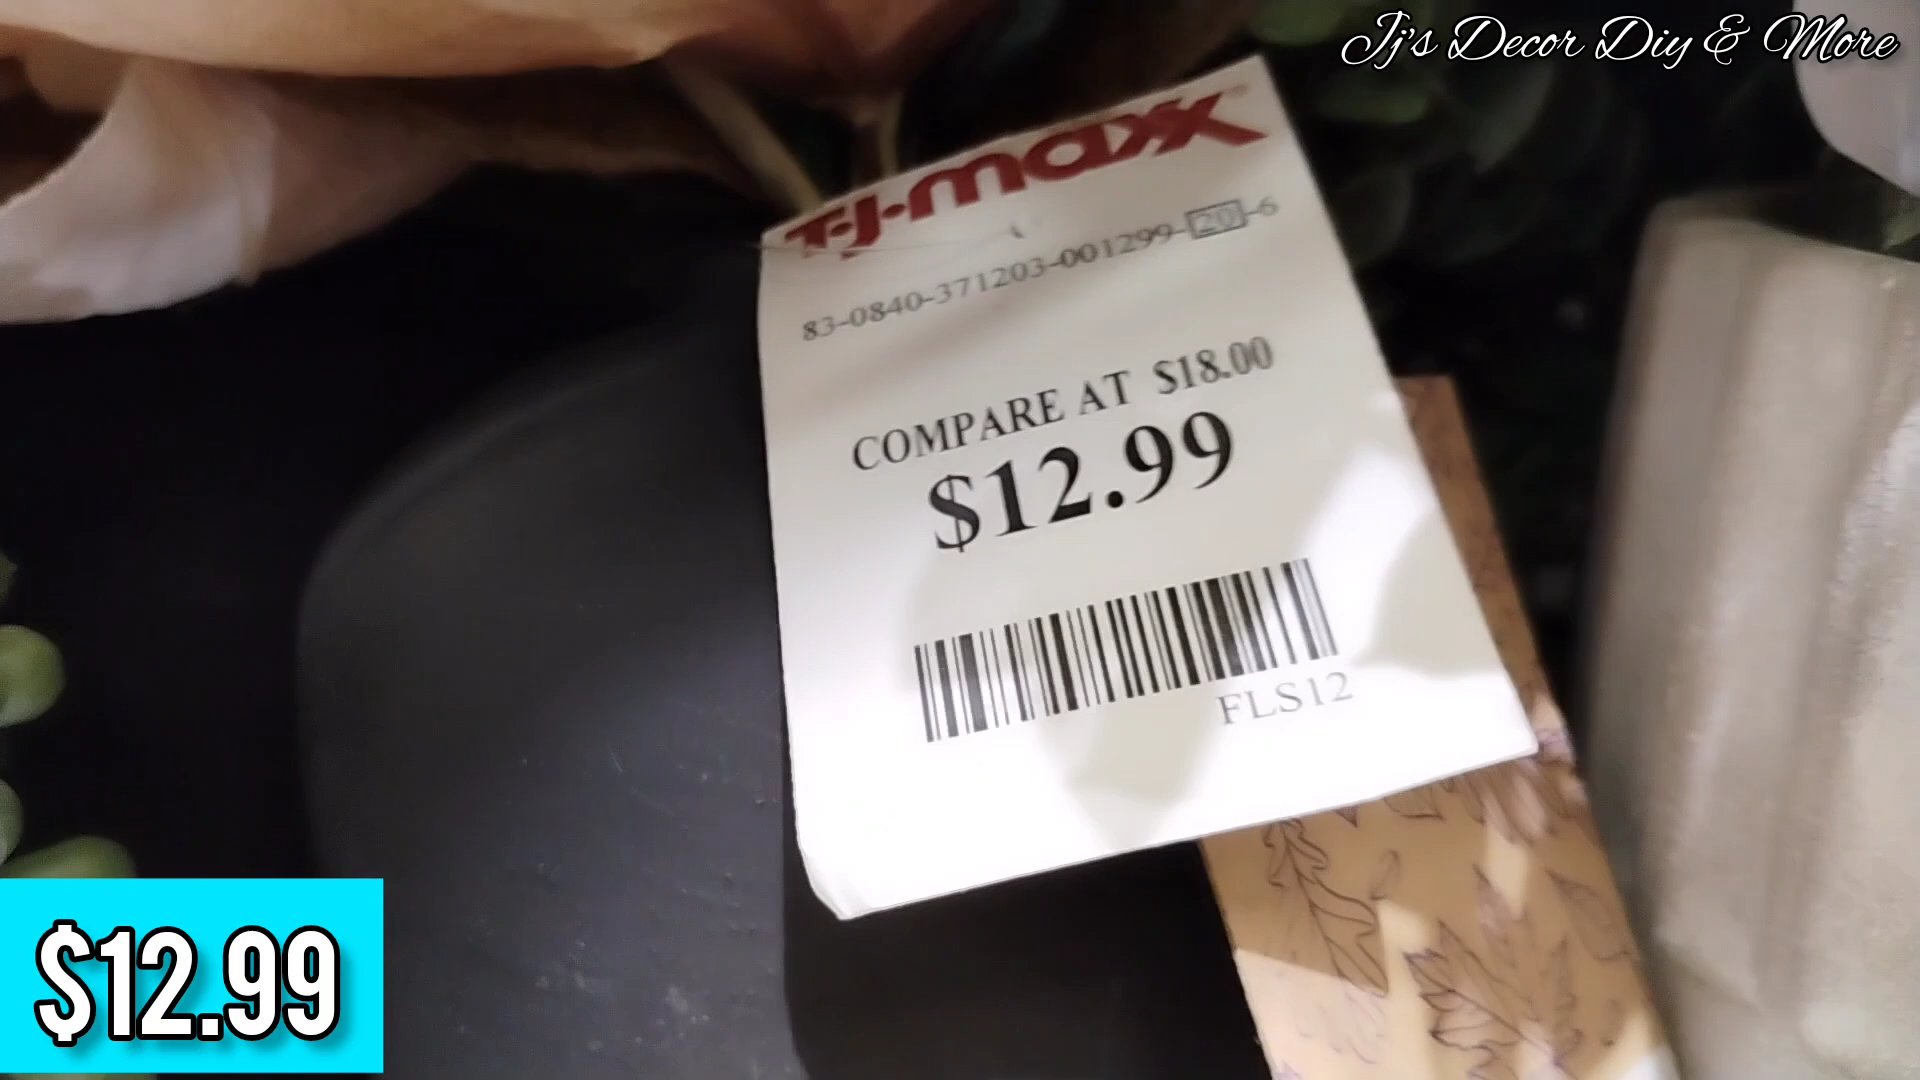 Jj's Decor Diy & More
T·J·maxx
83-0840-371203-001299-20-6
COMPARE AT $18.00
$12.99
FLS12
$12.99